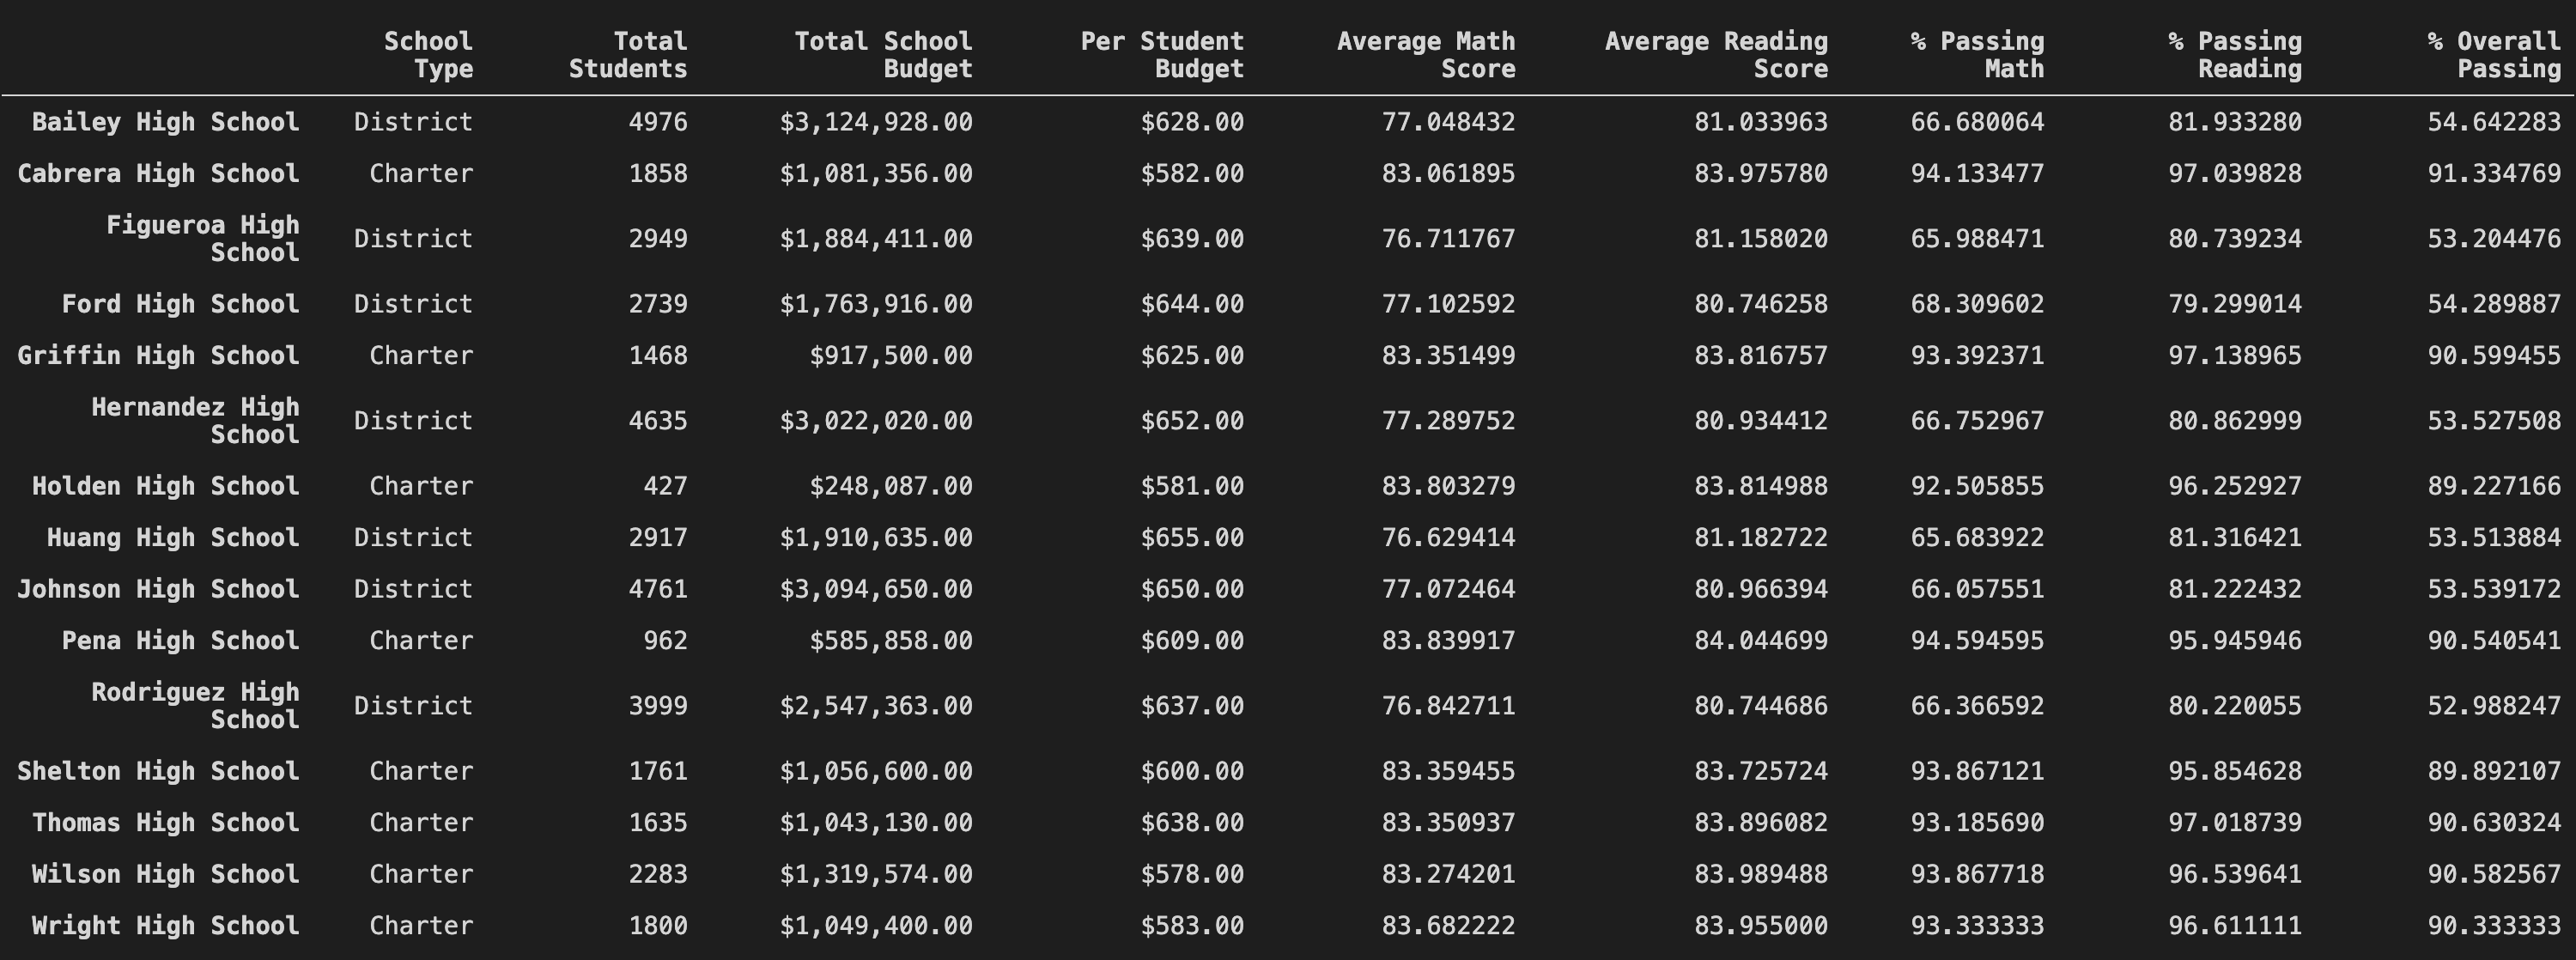 School Total Total School Per Student Average Math Average Reading % Passing % Passing % Overall
Type Students Budget Budget Score Score Math Reading Passing
Bailey High School District 4976 $3,124,928.00 $628.00 77.048432 81.033963 66.680064 81.933280 54.642283
Cabrera High School Charter 1858 $1,081,356.00 $582.00 83.061895 83.975780 94.133477 97.039828 91.334769
Figueroa High
School District 2949 $1,884,411.00 $639.00 76.711767 81.158020 65.988471 80.739234 53.204476
Ford High School District 2739 $1,763,916.00 $644.00 77.102592 80.746258 68.309602 79.299014 54.289887
Griffin High School Charter 1468 $917,500.00 $625.00 83.351499 83.816757 93.392371 97.138965 90.599455
Hernandez High
School District 4635 $3,022,020.00 $652.00 77.289752 80.934412 66.752967 80.862999 53.527508
Holden High School Charter 427 $248,087.00 $581.00 83.803279 83.814988 92.505855 96.252927 89.227166
Huang High School District 2917 $1,910,635.00 $655.00 76.629414 81.182722 65.683922 81.316421 53.513884
Johnson High School District 4761 $3,094,650.00 $650.00 77.072464 80.966394 66.057551 81.222432 53.539172
Pena High School Charter 962 $585,858.00 $609.00 83.839917 84.044699 94.594595 95.945946 90.540541
Rodriguez High
School District 3999 $2,547,363.00 $637.00 76.842711 80.744686 66.366592 80.220055 52.988247
Shelton High School Charter 1761 $1,056,600.00 $600.00 83.359455 83.725724 93.867121 95.854628 89.892107
Thomas High School Charter 1635 $1,043,130.00 $638.00 83.350937 83.896082 93.185690 97.018739 90.630324
Wilson High School Charter 2283 $1,319,574.00 $578.00 83.274201 83.989488 93.867718 96.539641 90.582567
Wright High School Charter 1800 $1,049,400.00 $583.00 83.682222 83.955000 93.333333 96.611111 90.333333